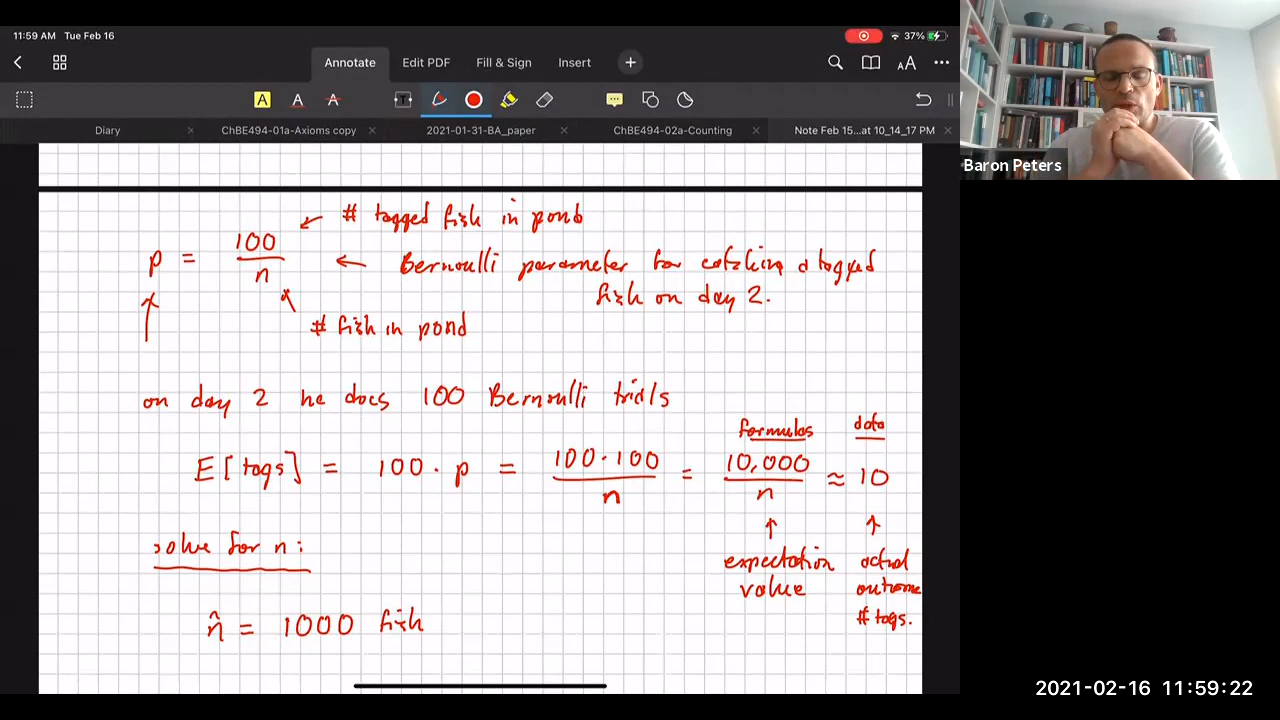 11:59 AM Tue Feb 16
37%
Annotate
Edit PDF
Fill & Sign
Insert
AA
A A A T
Diary
ChBE494-01a-Axioms copy
2021-01-31-BA_paper
ChBE494-02a-Counting
Note Feb 15...at 10_14_17 PM
Baron Peters
← # tagged fish in pond
p = 100/n ← Bernoulli parameter for catching a tagged
fish on day 2.
# fish in pond
on day 2 he does 100 Bernoulli trials
formulas data
E[tags] = 100 · p = 100·100/n = 10,000/n ≈ 10
solve for n:
expectation actual
value outcome
# tags.
n̂ = 1000 fish
2021-02-16 11:59:22